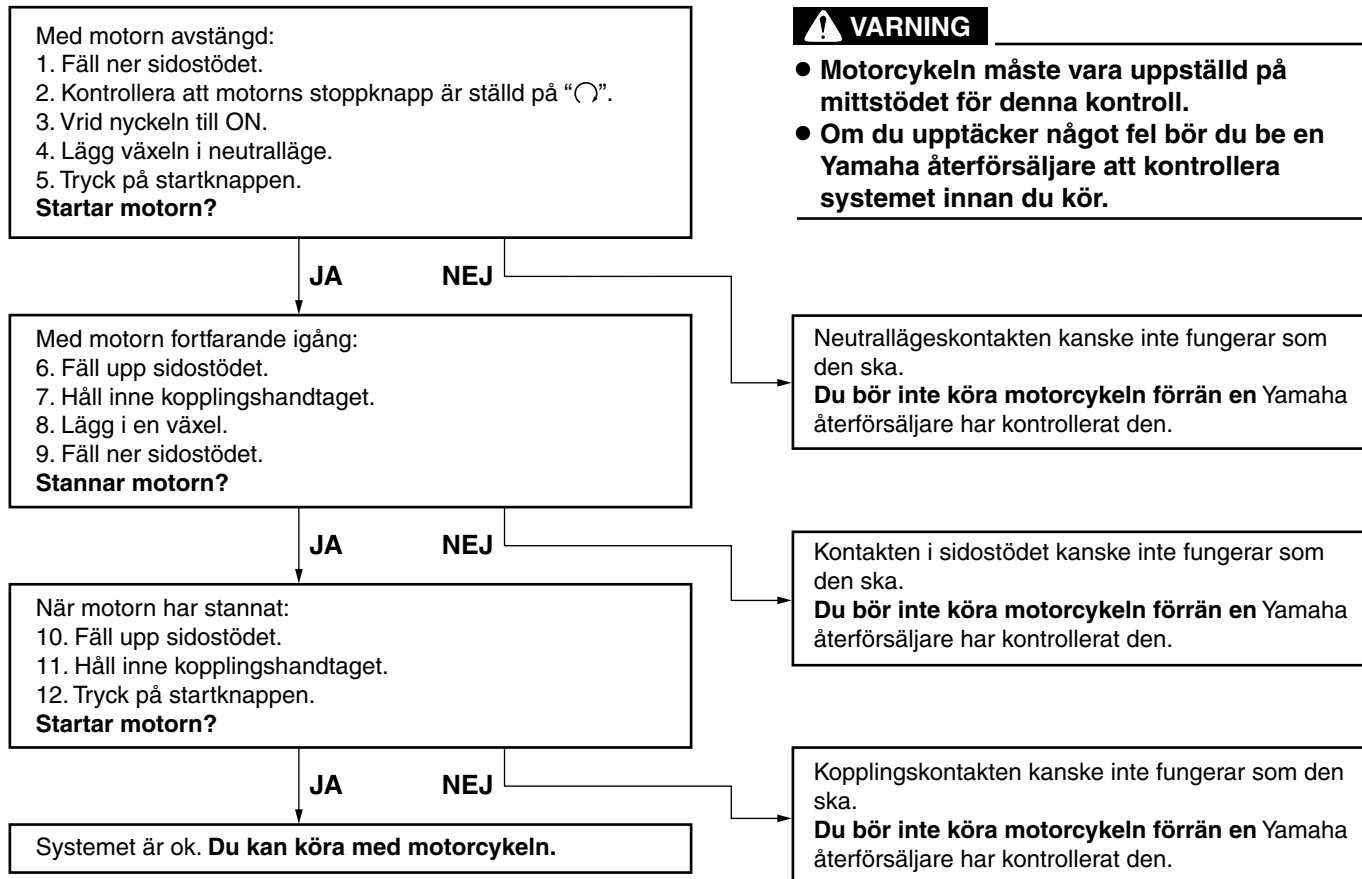 Med motorn avstängd:
1. Fäll ner sidostödet.
2. Kontrollera att motorns stoppknapp är ställd på “○”.
3. Vrid nyckeln till ON.
4. Lägg växeln i neutralläge.
5. Tryck på startknappen.
Startar motorn?
VARNING
● Motorcykeln måste vara uppställd på
mittstödet för denna kontroll.
● Om du upptäcker något fel bör du be en
Yamaha återförsäljare att kontrollera
systemet innan du kör.
JA NEJ
Med motorn fortfarande igång:
6. Fäll upp sidostödet.
7. Håll inne kopplingshandtaget.
8. Lägg i en växel.
9. Fäll ner sidostödet.
Stannar motorn?
Neutrallägeskontakten kanske inte fungerar som
den ska.
Du bör inte köra motorcykeln förrän en Yamaha
återförsäljare har kontrollerat den.
JA NEJ
När motorn har stannat:
10. Fäll upp sidostödet.
11. Håll inne kopplingshandtaget.
12. Tryck på startknappen.
Startar motorn?
Kontakten i sidostödet kanske inte fungerar som
den ska.
Du bör inte köra motorcykeln förrän en Yamaha
återförsäljare har kontrollerat den.
JA NEJ
Systemet är ok. Du kan köra med motorcykeln.
Kopplingskontakten kanske inte fungerar som den
ska.
Du bör inte köra motorcykeln förrän en Yamaha
återförsäljare har kontrollerat den.